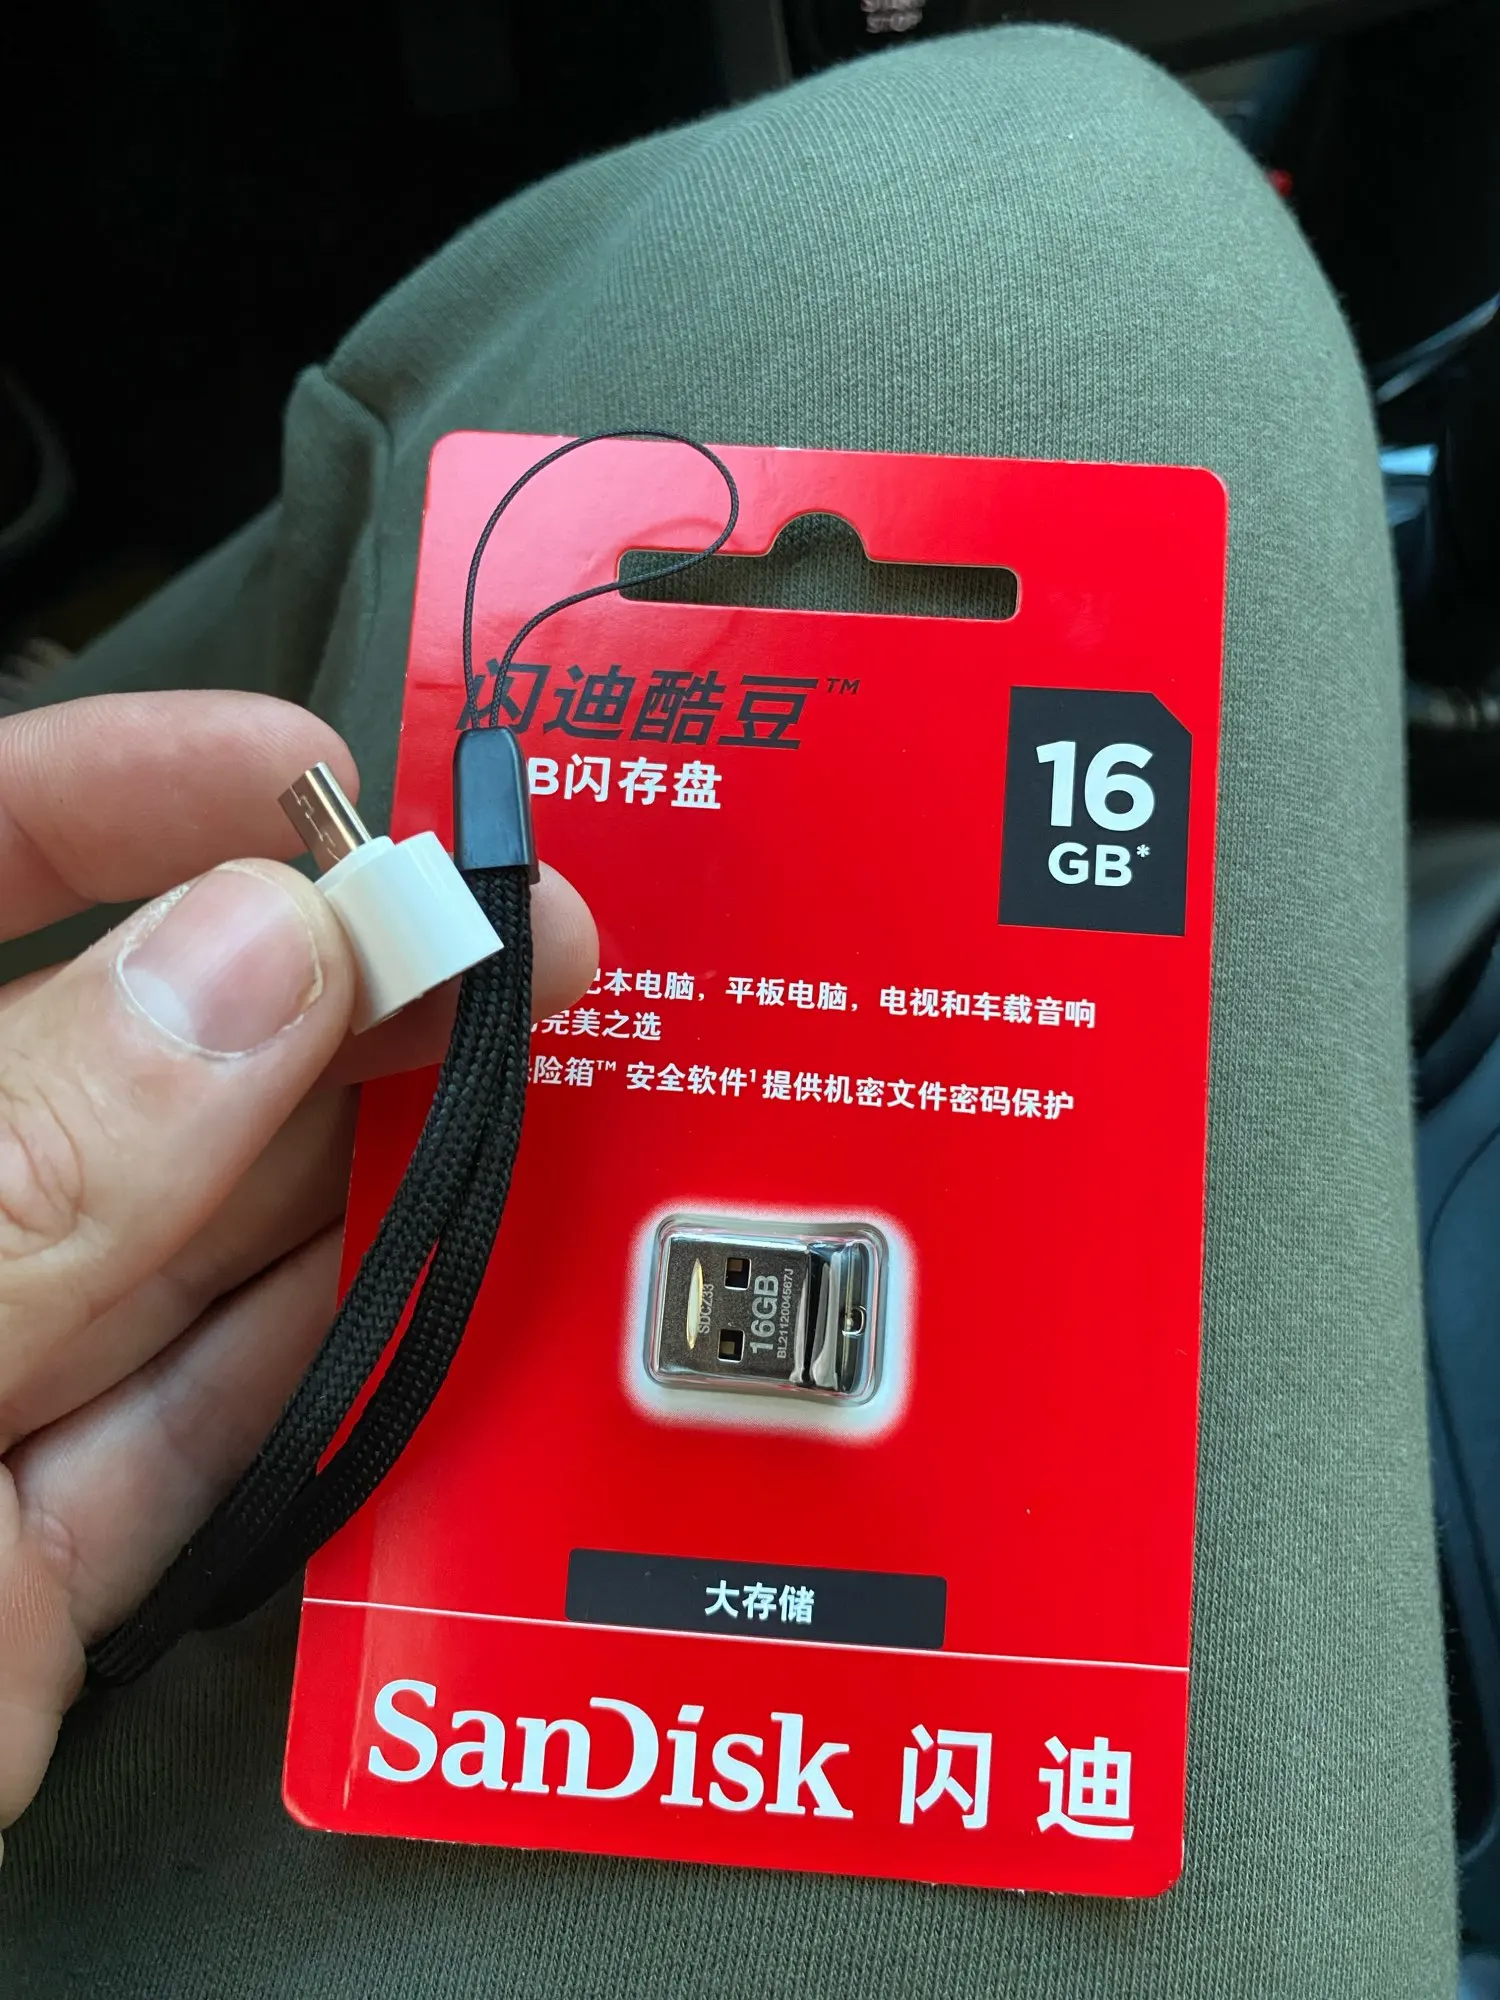 START
STOP
闪迪酷豆™
B闪存盘
16
GB*
本电脑，平板电脑，电视和车载音响
完美之选
险箱™ 安全软件¹提供机密文件密码保护
SDCZ33
16GB
BL2112004567J
大存储
SanDisk 闪迪